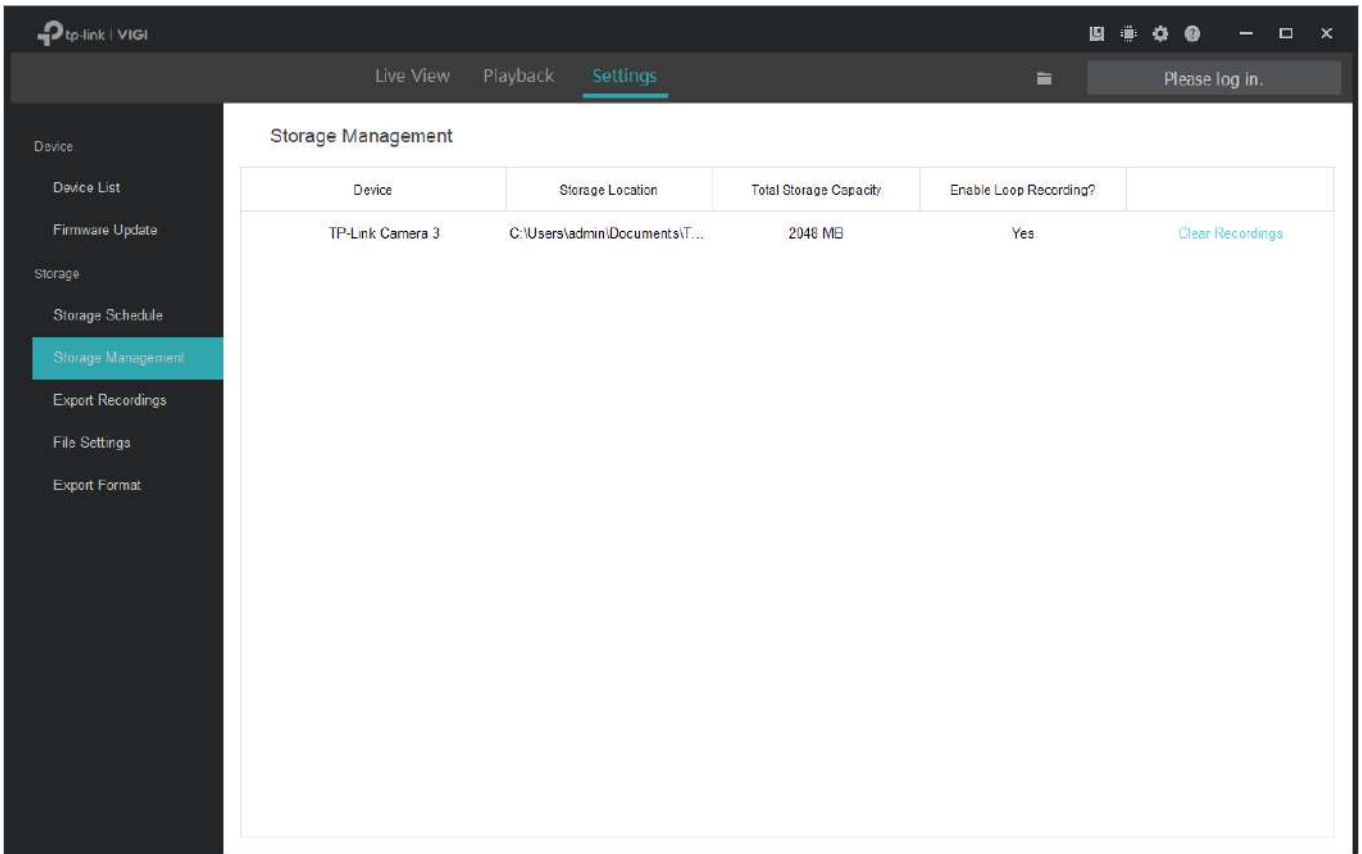 tp-link | VIGI
Live View Playback Settings Please log in.
Device
Device List
Firmware Update
Storage
Storage Schedule
Storage Management
Export Recordings
File Settings
Export Format
Storage Management
Device Storage Location Total Storage Capacity Enable Loop Recording?
TP-Link Camera 3 C:\Users\admin\Documents\T... 2048 MB Yes Clear Recordings